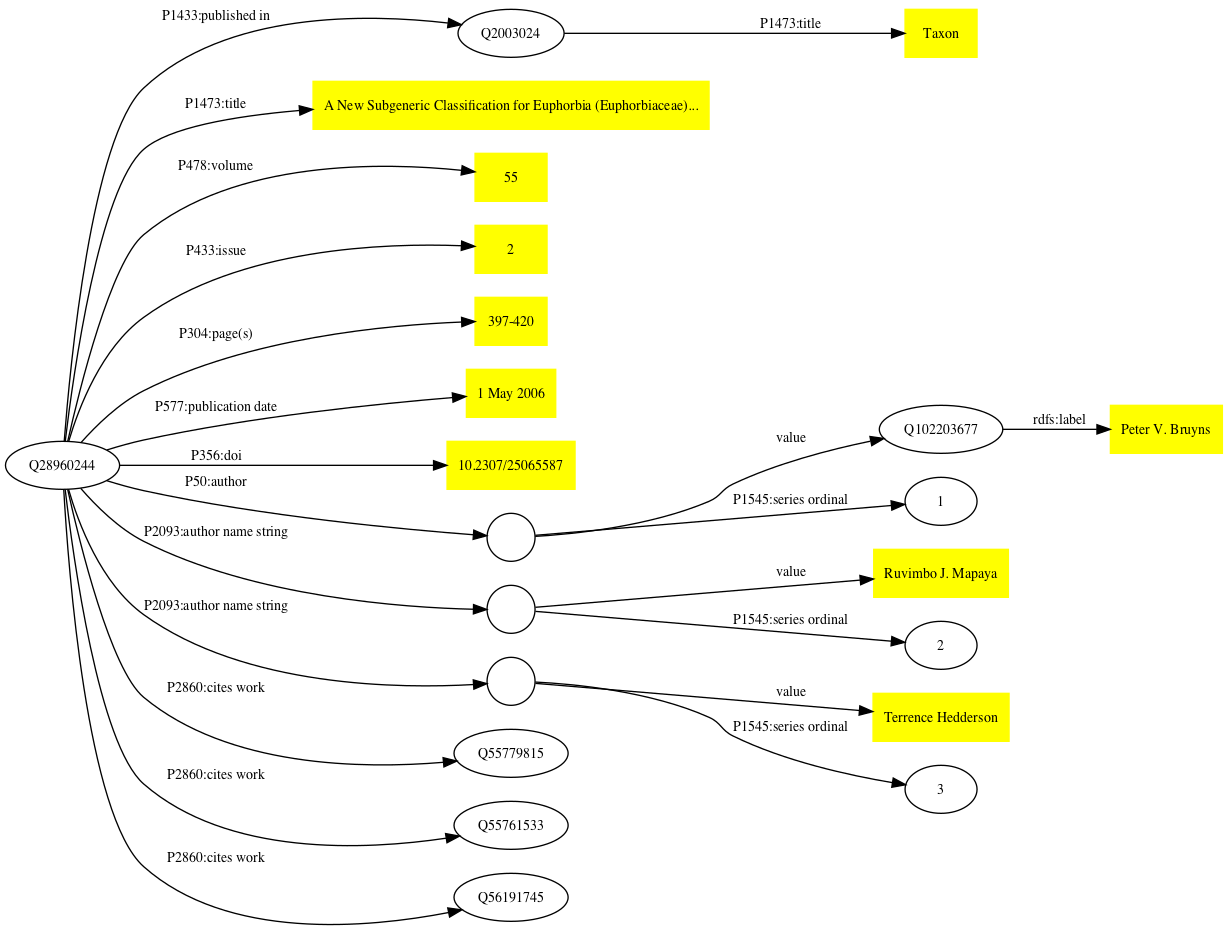 P1433:published in
Q2003024
P1473:title
Taxon
P1473:title
A New Subgeneric Classification for Euphorbia (Euphorbiaceae)...
P478:volume
55
P433:issue
2
P304:page(s)
397-420
P577:publication date
1 May 2006
Q28960244
P356:doi
10.2307/25065587
P50:author
value
Q102203677
rdfs:label
Peter V. Bruyns
P1545:series ordinal
1
P2093:author name string
value
Ruvimbo J. Mapaya
P1545:series ordinal
2
P2093:author name string
value
Terrence Hedderson
P1545:series ordinal
3
P2860:cites work
Q55779815
P2860:cites work
Q55761533
P2860:cites work
Q56191745